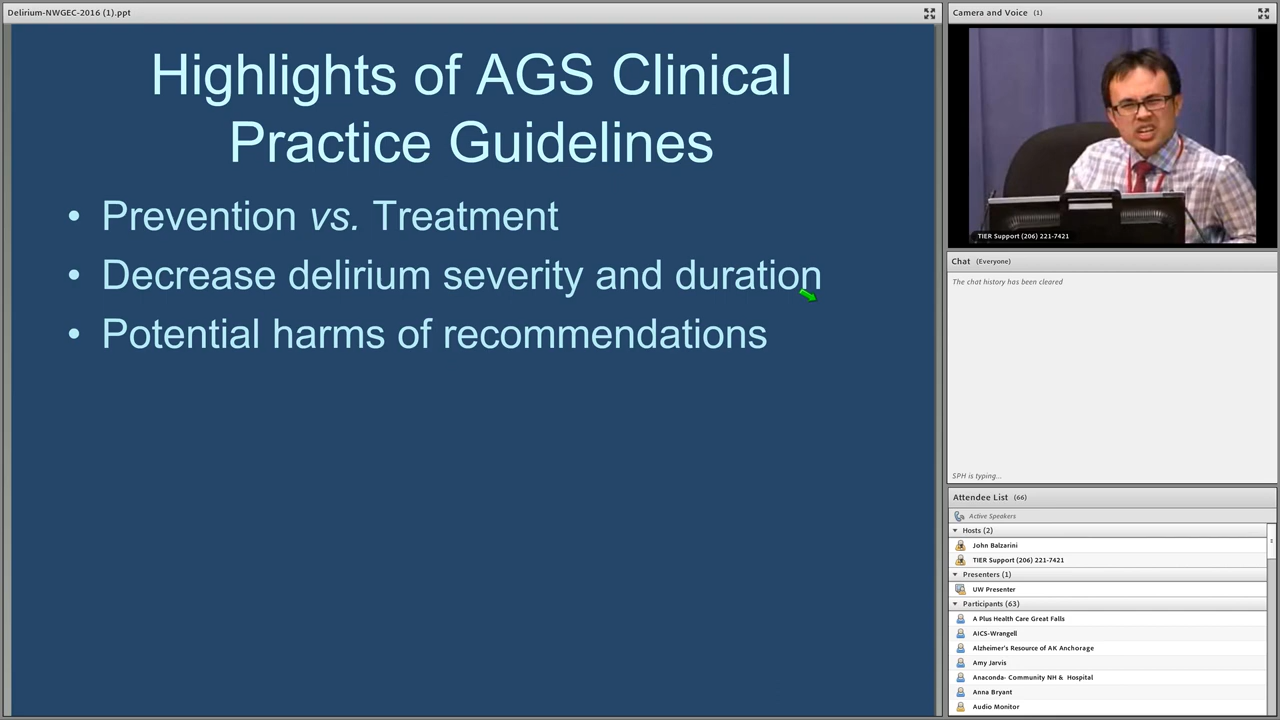 Delirium-NWGEC-2016 (1).ppt
Highlights of AGS Clinical
Practice Guidelines
• Prevention vs. Treatment
• Decrease delirium severity and duration
• Potential harms of recommendations
Camera and Voice (1)
TIER Support (206) 221-7421
Chat (Everyone)
The chat history has been cleared
SPH is typing...
Attendee List (66)
Active Speakers
Hosts (2)
John Balzarini
TIER Support (206) 221-7421
Presenters (1)
UW Presenter
Participants (63)
A Plus Health Care Great Falls
AICS-Wrangell
Alzheimer's Resource of AK Anchorage
Amy Jarvis
Anaconda- Community NH & Hospital
Anna Bryant
Audio Monitor